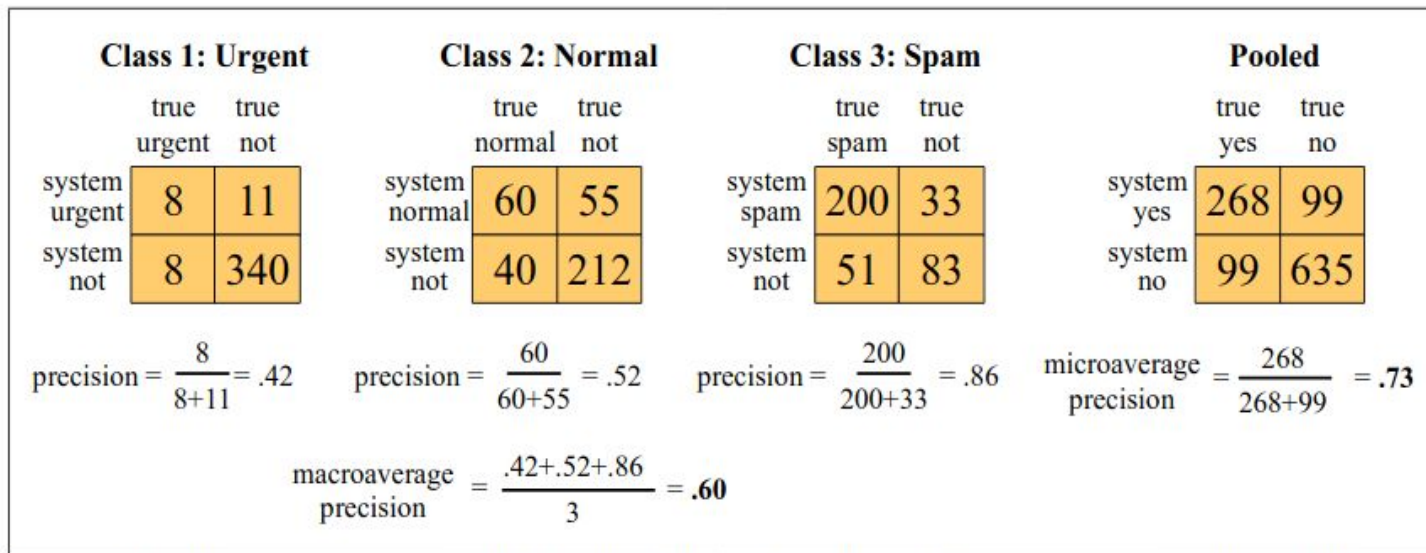 Class 1: Urgent
true true
urgent not
system
urgent 8 11
system
not 8 340
precision = 8 / 8+11 = .42
Class 2: Normal
true true
normal not
system
normal 60 55
system
not 40 212
precision = 60 / 60+55 = .52
Class 3: Spam
true true
spam not
system
spam 200 33
system
not 51 83
precision = 200 / 200+33 = .86
Pooled
true true
yes no
system
yes 268 99
system
no 99 635
microaverage
precision = 268 / 268+99 = .73
macroaverage
precision = .42+.52+.86 / 3 = .60